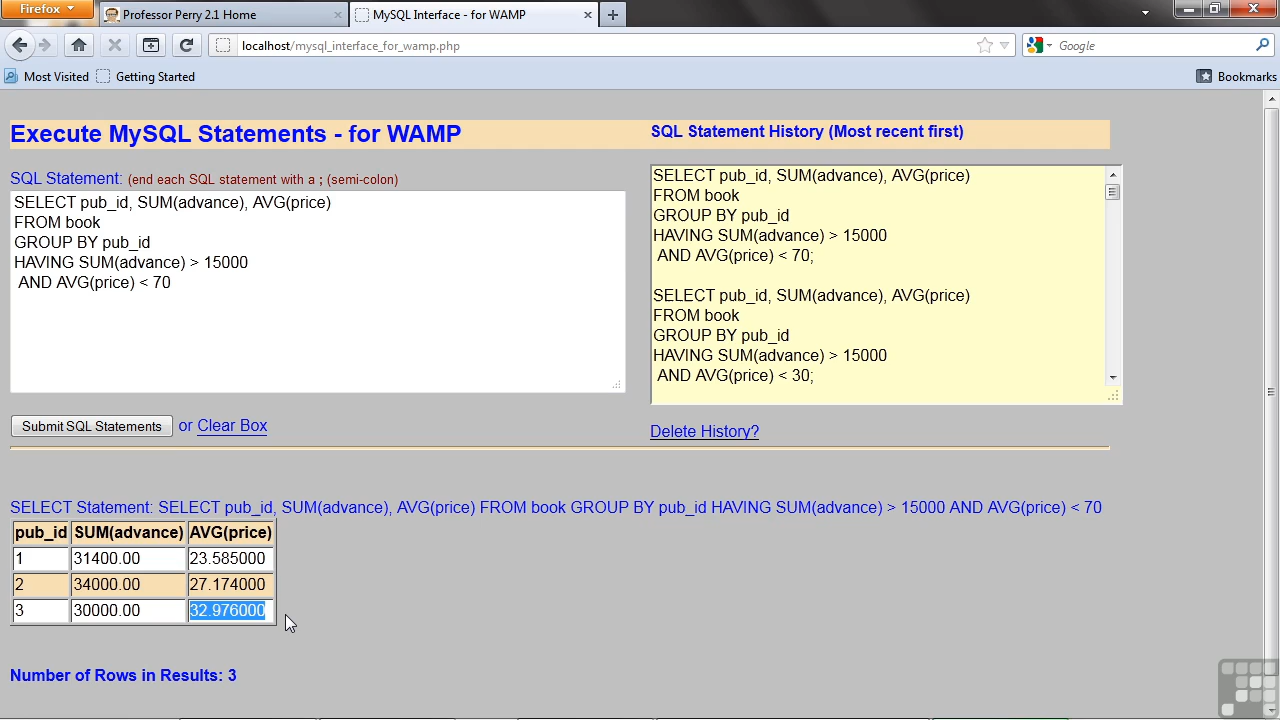 Firefox
Professor Perry 2.1 Home
MySQL Interface - for WAMP
localhost/mysql_interface_for_wamp.php
Google
Most Visited
Getting Started
Bookmarks
Execute MySQL Statements - for WAMP
SQL Statement History (Most recent first)
SQL Statement: (end each SQL statement with a ; (semi-colon)
SELECT pub_id, SUM(advance), AVG(price)
FROM book
GROUP BY pub_id
HAVING SUM(advance) > 15000
AND AVG(price) < 70
SELECT pub_id, SUM(advance), AVG(price)
FROM book
GROUP BY pub_id
HAVING SUM(advance) > 15000
AND AVG(price) < 70;
SELECT pub_id, SUM(advance), AVG(price)
FROM book
GROUP BY pub_id
HAVING SUM(advance) > 15000
AND AVG(price) < 30;
Submit SQL Statements or Clear Box
Delete History?
SELECT Statement: SELECT pub_id, SUM(advance), AVG(price) FROM book GROUP BY pub_id HAVING SUM(advance) > 15000 AND AVG(price) < 70
pub_id SUM(advance) AVG(price)
1 31400.00 23.585000
2 34000.00 27.174000
3 30000.00 32.976000
Number of Rows in Results: 3